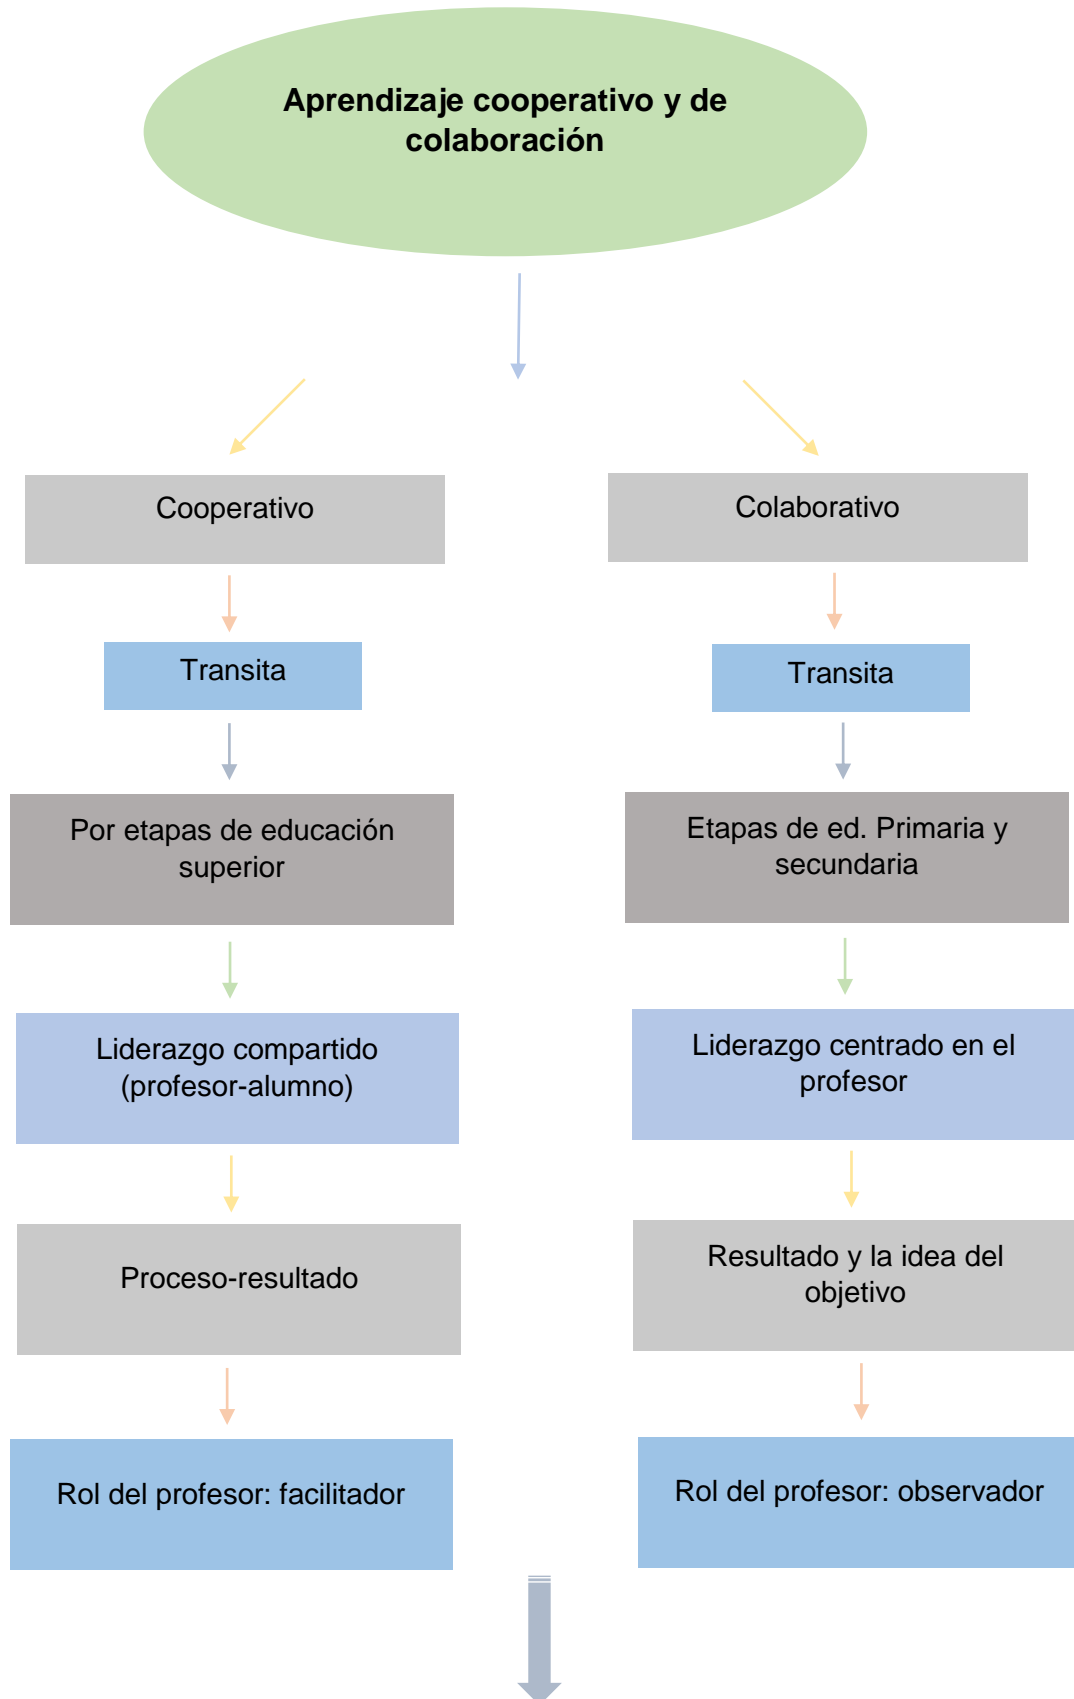 Aprendizaje cooperativo y de
colaboración
Cooperativo
Colaborativo
Transita
Transita
Por etapas de educación
superior
Etapas de ed. Primaria y
secundaria
Liderazgo compartido
(profesor-alumno)
Liderazgo centrado en el
profesor
Proceso-resultado
Resultado y la idea del
objetivo
Rol del profesor: facilitador
Rol del profesor: observador